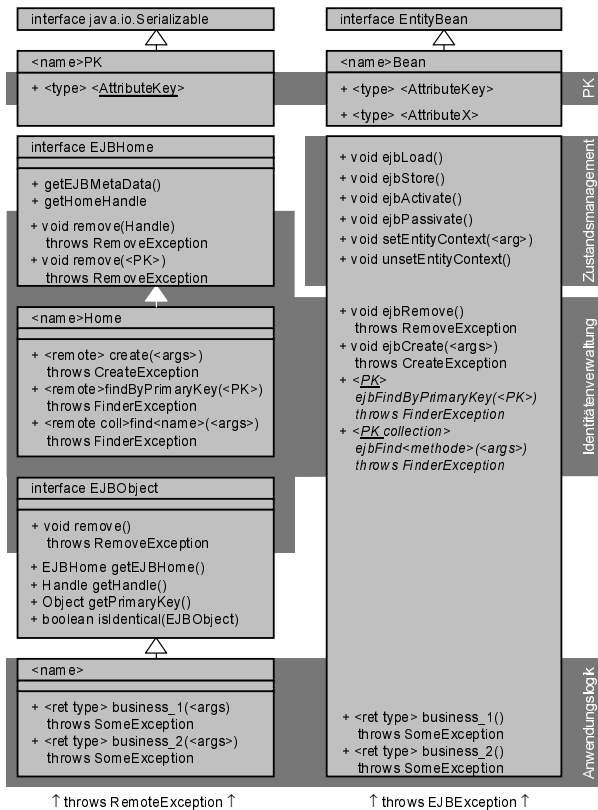 interface java.io.Serializable
<name>PK
+ <type> <AttributeKey>
interface EJBHome
+ getEJBMetaData()
+ getHomeHandle
+ void remove(Handle)
throws RemoveException
+ void remove(<PK>)
throws RemoveException
<name>Home
+ <remote> create(<args>)
throws CreateException
+ <remote>findByPrimaryKey(<PK>)
throws FinderException
+ <remote coll>find<name>(<args>)
throws FinderException
interface EJBObject
+ void remove()
throws RemoveException
+ EJBHome getEJBHome()
+ Handle getHandle()
+ Object getPrimaryKey()
+ boolean isIdentical(EJBObject)
<name>
+ <ret type> business_1(<args)
throws SomeException
+ <ret type> business_2(<args>)
throws SomeException
↑ throws RemoteException ↑
interface EntityBean
<name>Bean
+ <type> <AttributeKey>
+ <type> <AttributeX>
+ void ejbLoad()
+ void ejbStore()
+ void ejbActivate()
+ void ejbPassivate()
+ void setEntityContext(<arg>)
+ void unsetEntityContext()
+ void ejbRemove()
throws RemoveException
+ void ejbCreate(<args>)
throws CreateException
+ <PK>
ejbFindByPrimaryKey(<PK>)
throws FinderException
+ <PK collection>
ejbFind<methode>(<args>)
throws FinderException
+ <ret type> business_1()
throws SomeException
+ <ret type> business_2()
throws SomeException
↑ throws EJBException ↑
PK
Zustandsmanagement
Identitätenverwaltung
Anwendungslogik